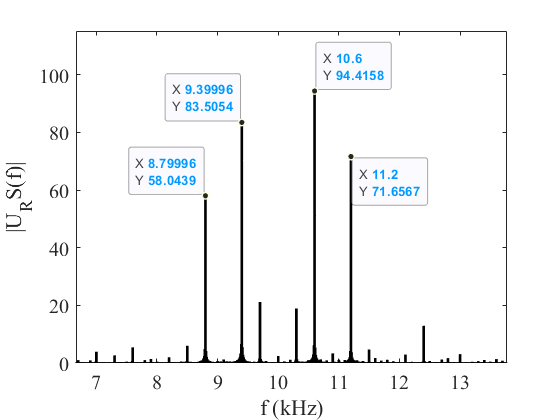 X 10.6
Y 94.4158
X 9.39996
Y 83.5054
X 8.79996
Y 58.0439
X 11.2
Y 71.6567
100
80
60
40
20
0
|U_R S(f)|
7 8 9 10 11 12 13
f (kHz)